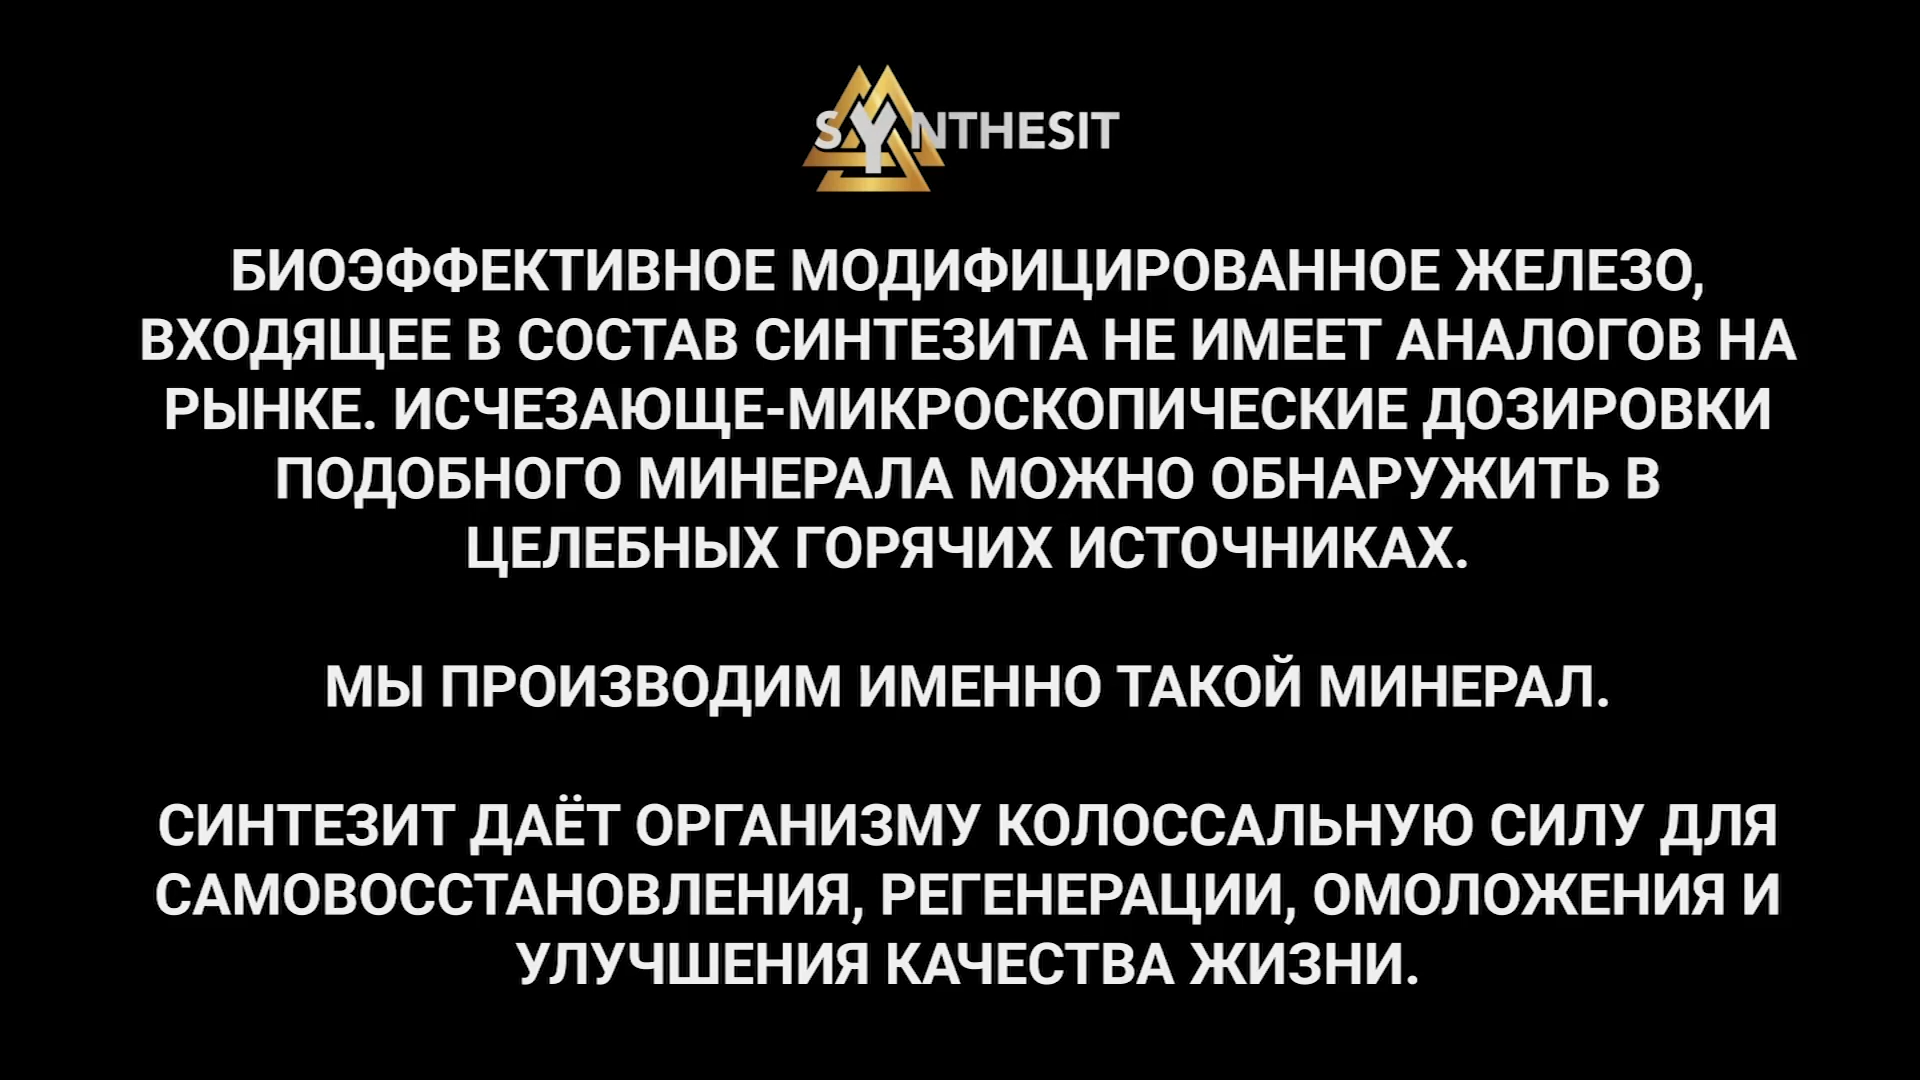 SYNTHESIT
БИОЭФФЕКТИВНОЕ МОДИФИЦИРОВАННОЕ ЖЕЛЕЗО,
ВХОДЯЩЕЕ В СОСТАВ СИНТЕЗИТА НЕ ИМЕЕТ АНАЛОГОВ НА
РЫНКЕ. ИСЧЕЗАЮЩЕ-МИКРОСКОПИЧЕСКИЕ ДОЗИРОВКИ
ПОДОБНОГО МИНЕРАЛА МОЖНО ОБНАРУЖИТЬ В
ЦЕЛЕБНЫХ ГОРЯЧИХ ИСТОЧНИКАХ.
МЫ ПРОИЗВОДИМ ИМЕННО ТАКОЙ МИНЕРАЛ.
СИНТЕЗИТ ДАЁТ ОРГАНИЗМУ КОЛОССАЛЬНУЮ СИЛУ ДЛЯ
САМОВОССТАНОВЛЕНИЯ, РЕГЕНЕРАЦИИ, ОМОЛОЖЕНИЯ И
УЛУЧШЕНИЯ КАЧЕСТВА ЖИЗНИ.